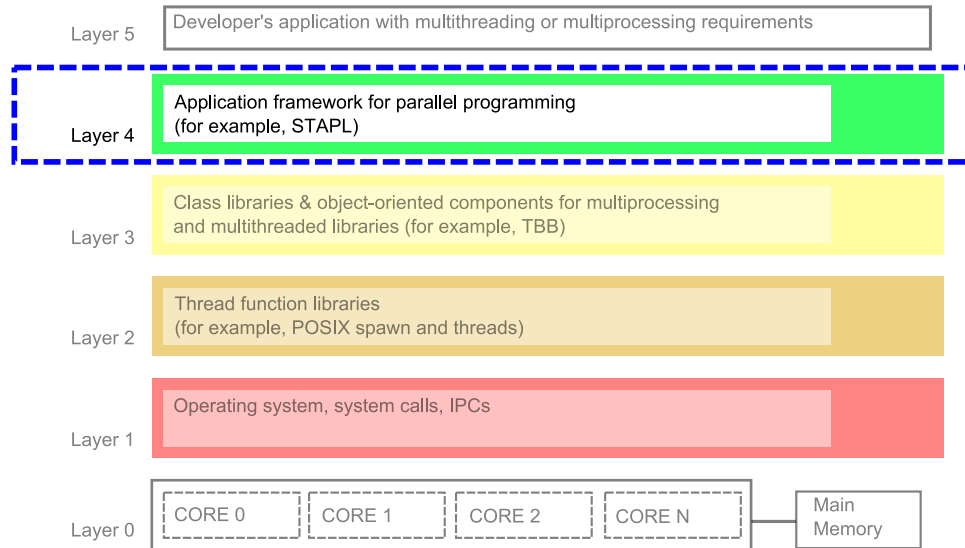 Layer 5
Developer's application with multithreading or multiprocessing requirements
Layer 4
Application framework for parallel programming
(for example, STAPL)
Layer 3
Class libraries & object-oriented components for multiprocessing
and multithreaded libraries (for example, TBB)
Layer 2
Thread function libraries
(for example, POSIX spawn and threads)
Layer 1
Operating system, system calls, IPCs
Layer 0
CORE 0
CORE 1
CORE 2
CORE N
Main
Memory